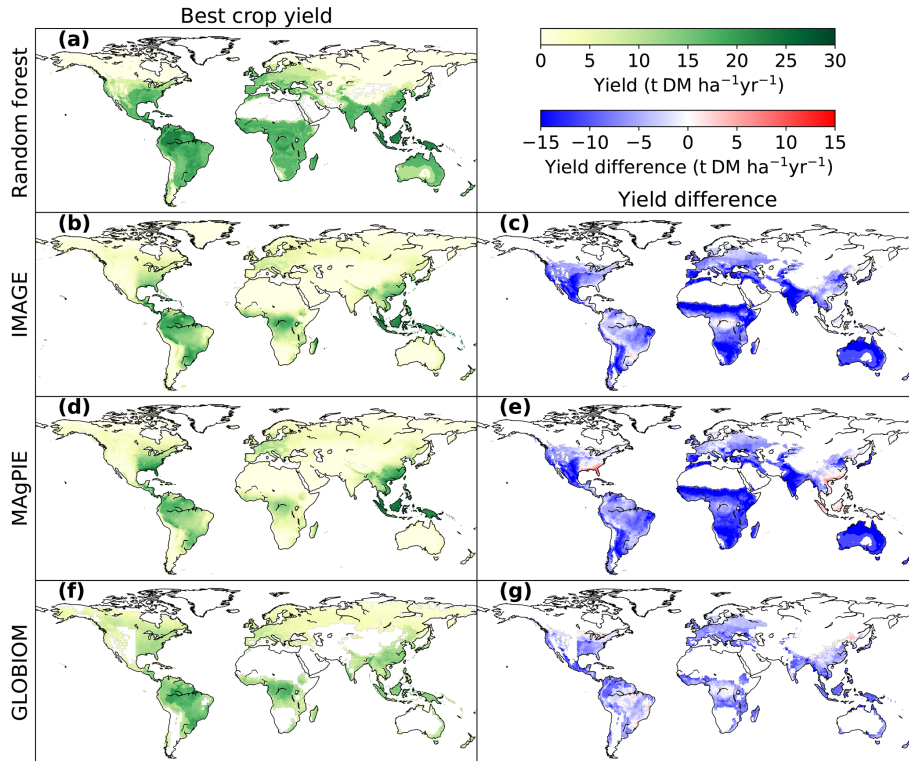 Best crop yield
(a)
Random forest
0 5 10 15 20 25 30
Yield (t DM ha⁻¹yr⁻¹)
−15 −10 −5 0 5 10 15
Yield difference (t DM ha⁻¹yr⁻¹)
Yield difference
(b)
IMAGE
(c)
(d)
MAgPIE
(e)
(f)
GLOBIOM
(g)